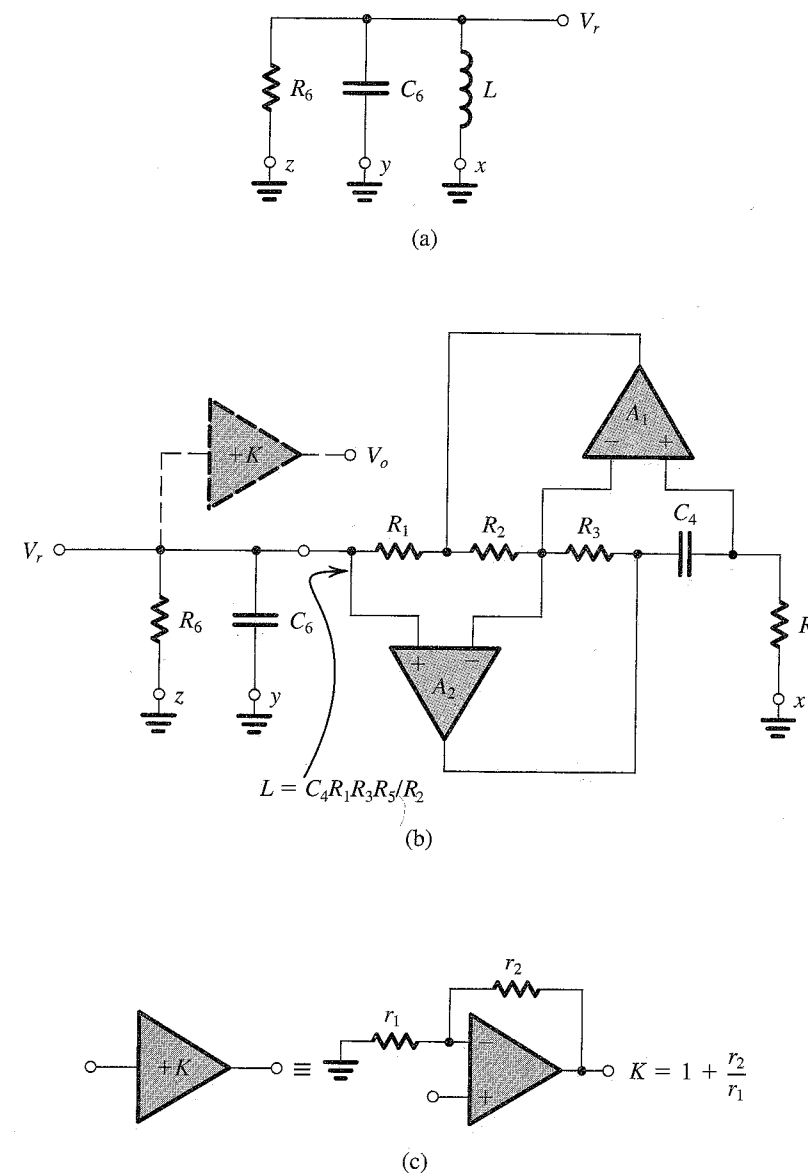 V_r
R_6 C_6 L
z y x
(a)
A_1
− +
+K V_o
V_r R_1 R_2 R_3 C_4
R_6 C_6 R
+ −
A_2
z y x
L = C_4R_1R_3R_5/R_2
(b)
r_2
r_1
+K ≡ − K = 1 + r_2/r_1
+
(c)